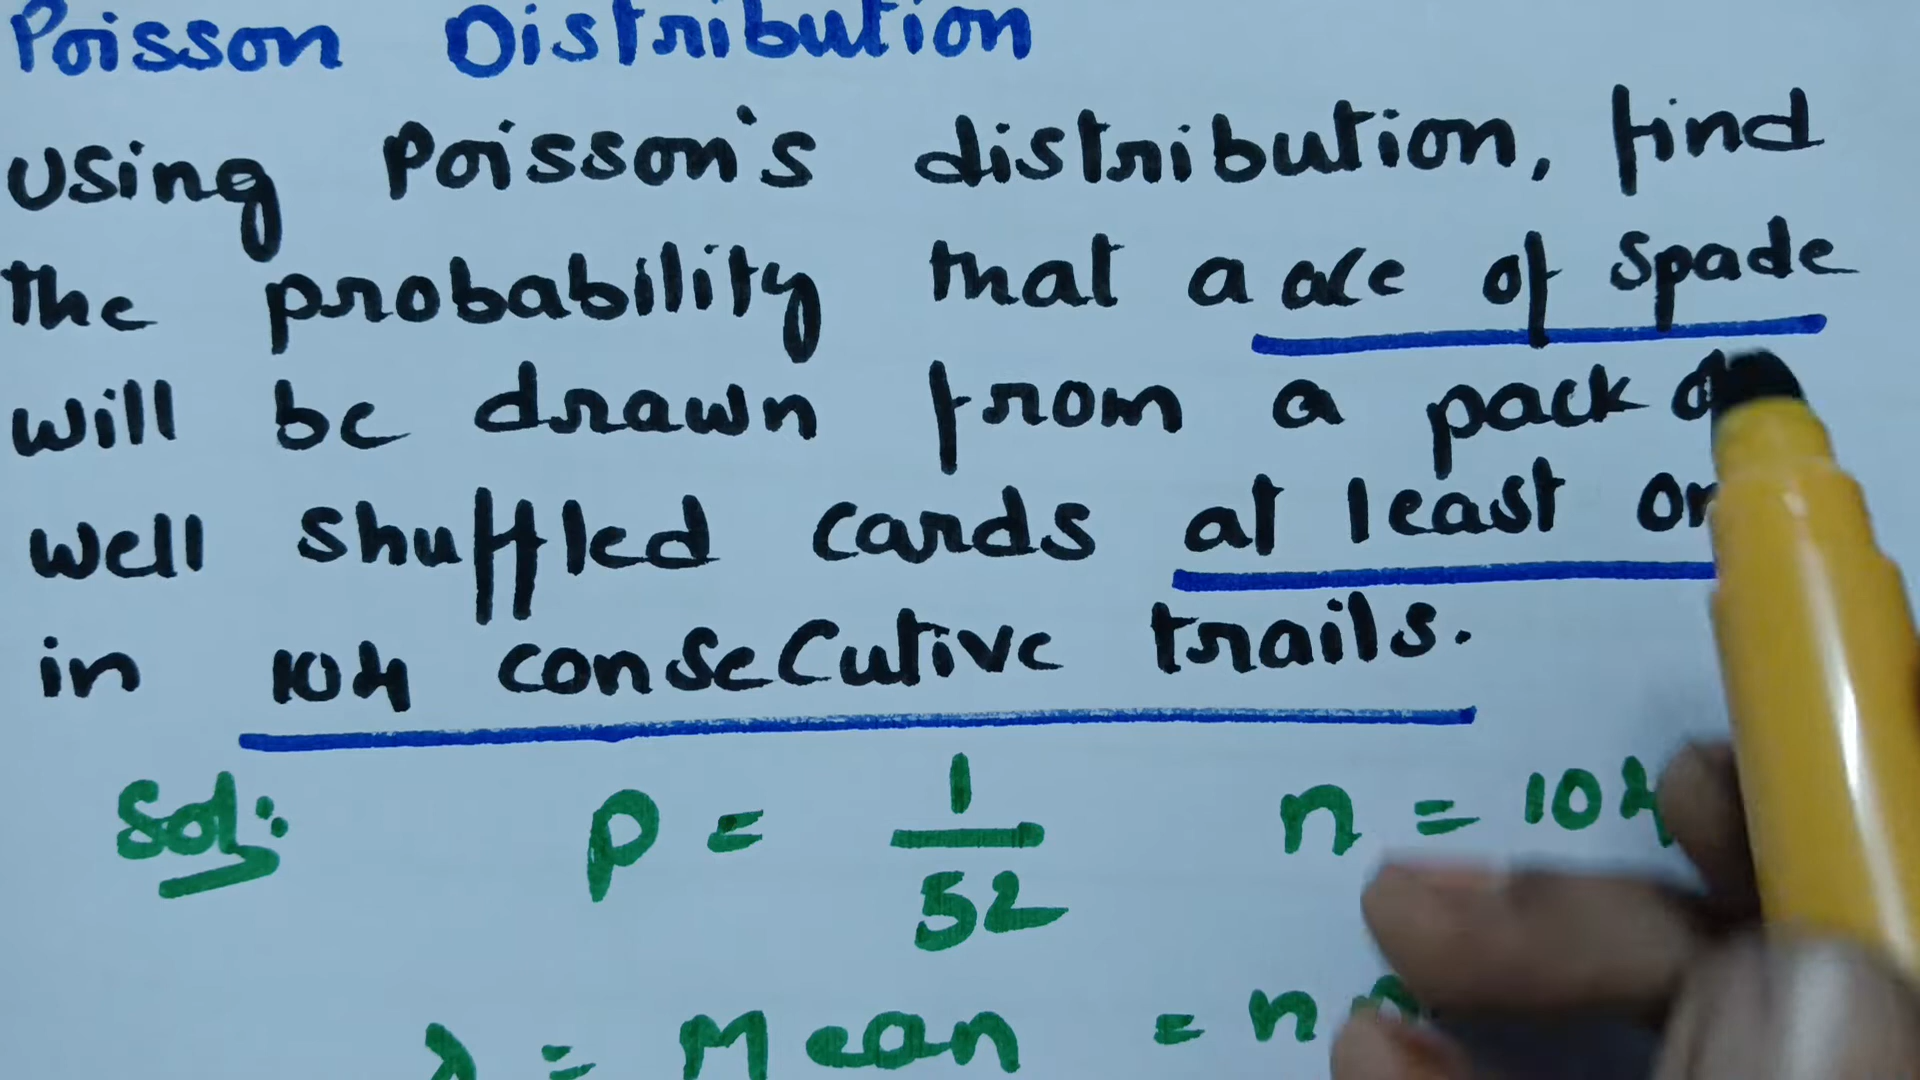 Poisson Distribution
Using Poisson's distribution, find
the probability that a ace of spade
will be drawn from a pack
well shuffled cards at least
in 104 consecutive trails.
Sol:
P = 1/52 n = 104
λ = Mean = n